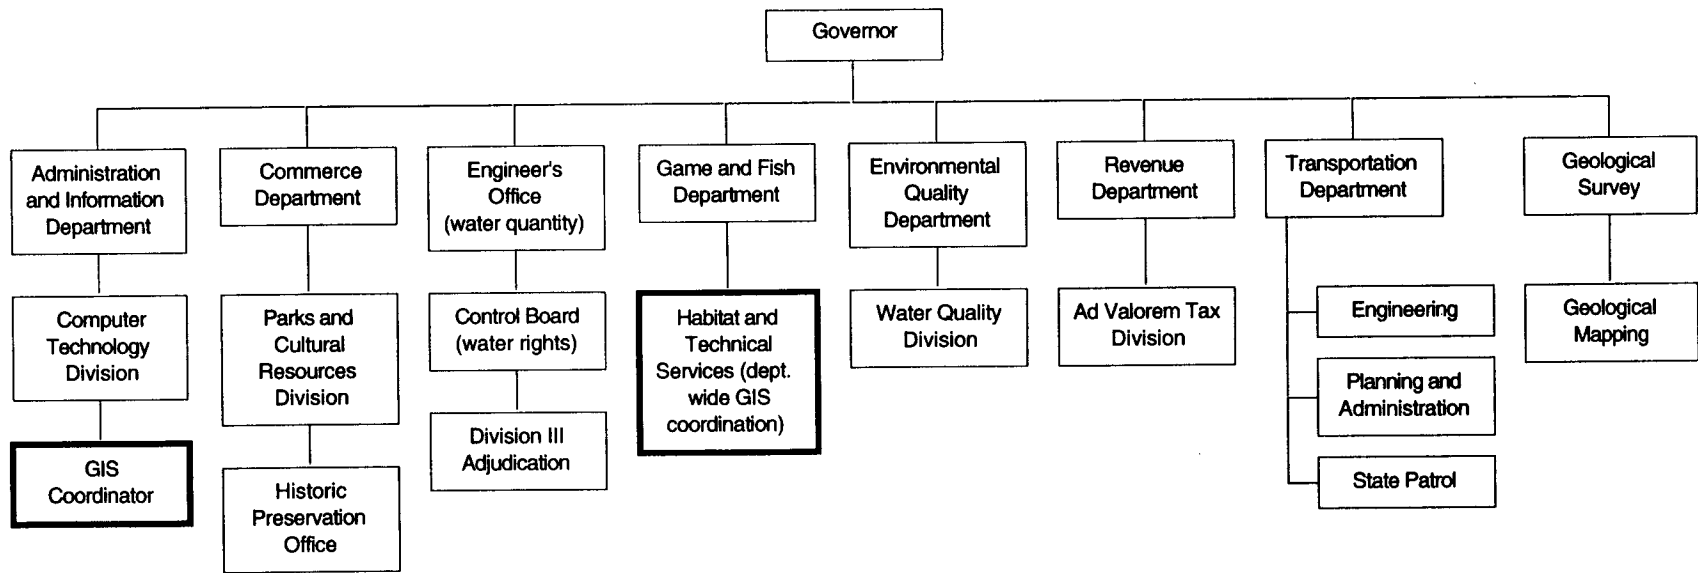 Governor
Administration
and Information
Department
Commerce
Department
Engineer's
Office
(water quantity)
Game and Fish
Department
Environmental
Quality
Department
Revenue
Department
Transportation
Department
Geological
Survey
Computer
Technology
Division
Parks and
Cultural
Resources
Division
Control Board
(water rights)
Habitat and
Technical
Services (dept.
wide GIS
coordination)
Water Quality
Division
Ad Valorem Tax
Division
Engineering
Planning and
Administration
State Patrol
Geological
Mapping
GIS
Coordinator
Historic
Preservation
Office
Division III
Adjudication